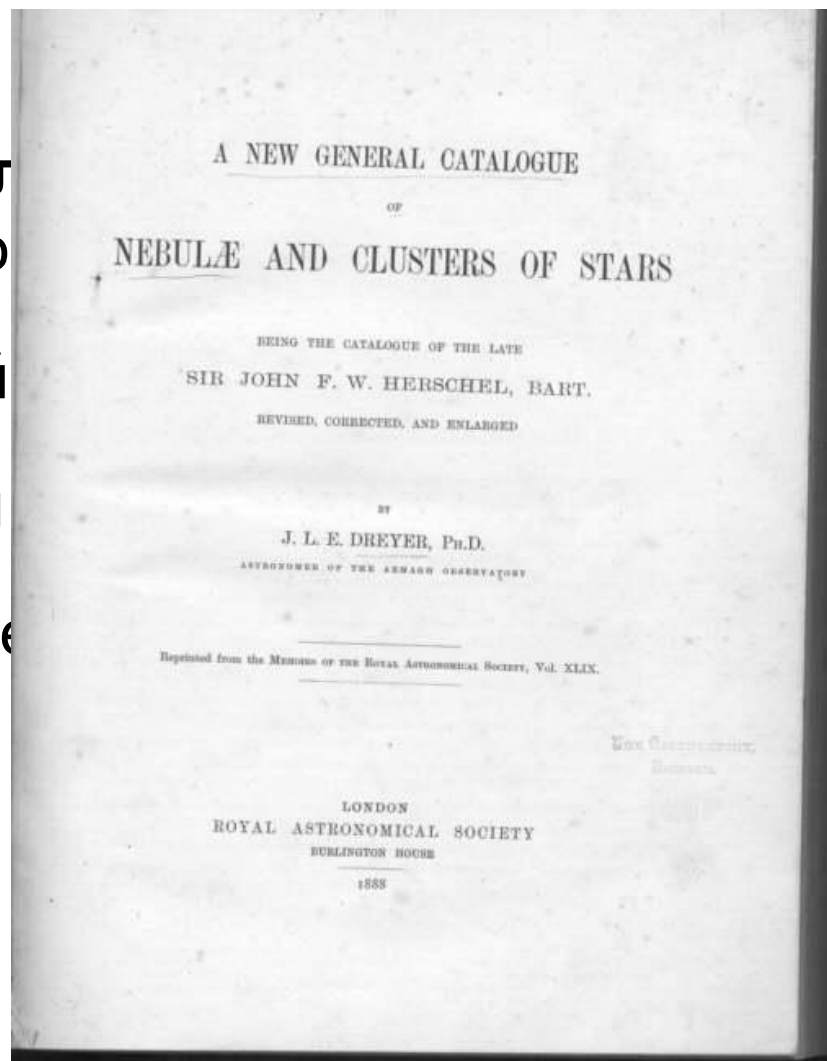 A NEW GENERAL CATALOGUE
OF
NEBULÆ AND CLUSTERS OF STARS
BEING THE CATALOGUE OF THE LATE
SIR JOHN F. W. HERSCHEL, BART.
REVISED, CORRECTED, AND ENLARGED
BY
J. L. E. DREYER, PH.D.
ASTRONOMER OF THE ARMAGH OBSERVATORY
Reprinted from the MEMOIRS OF THE ROYAL ASTRONOMICAL SOCIETY, Vol. XLIX.
LONDON
ROYAL ASTRONOMICAL SOCIETY
BURLINGTON HOUSE
1888